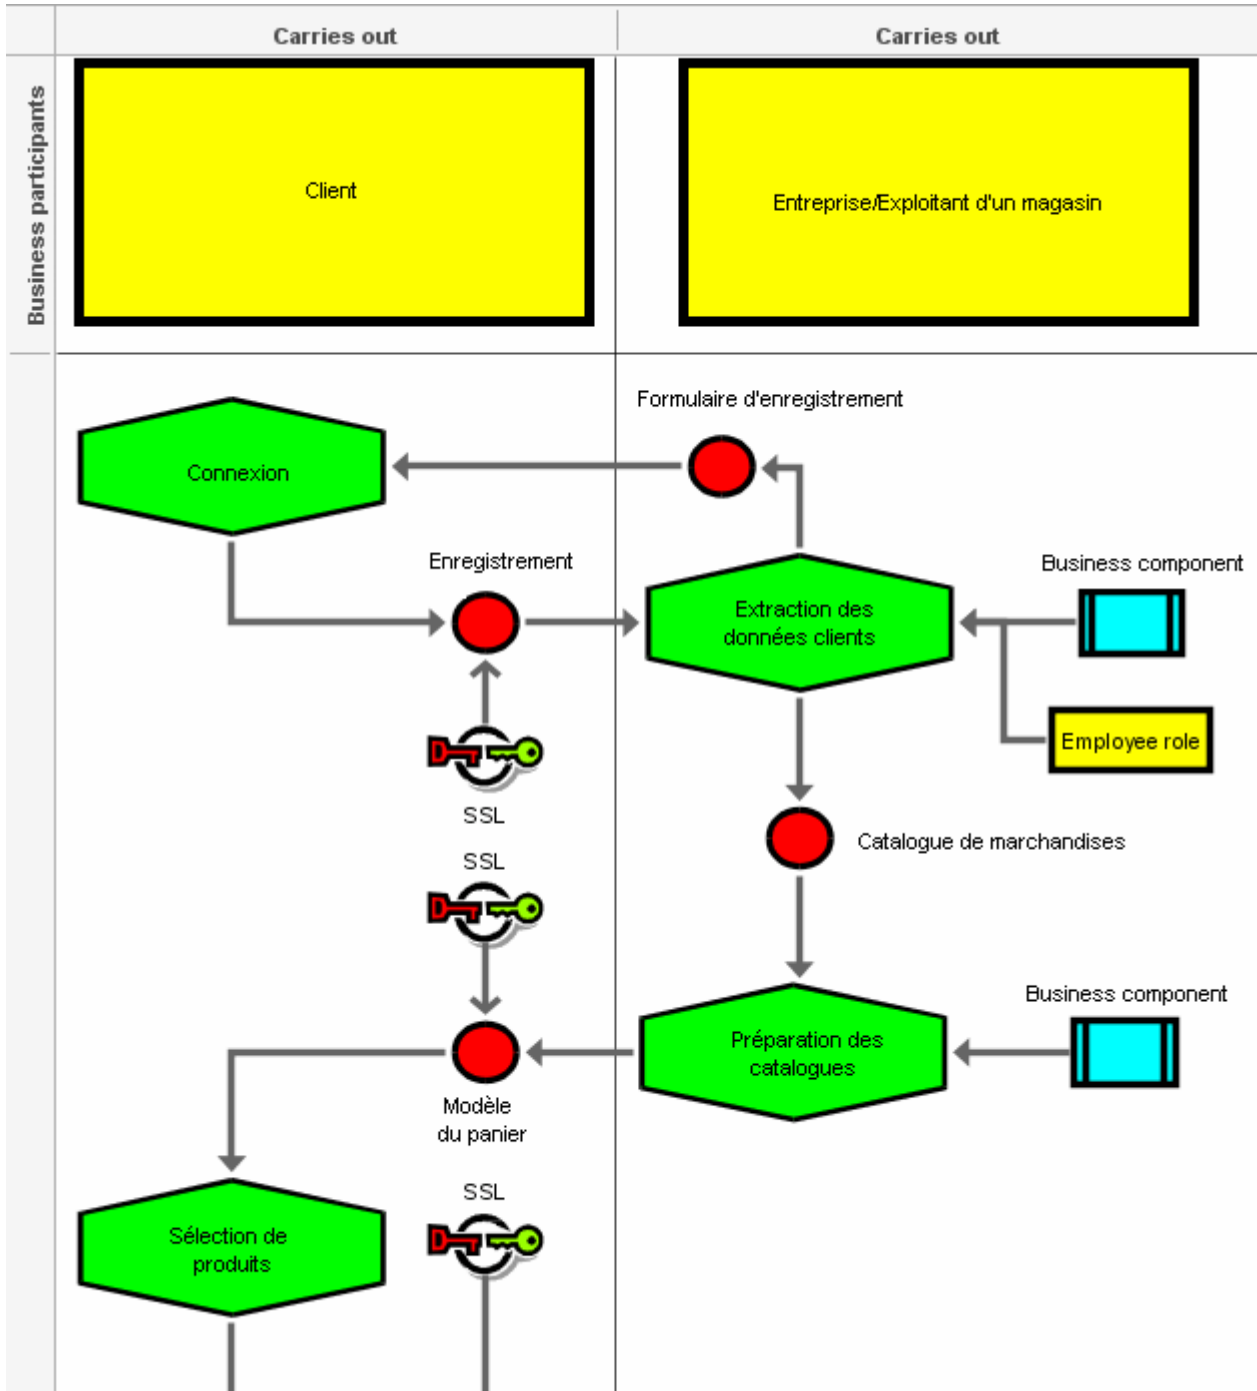 Carries out
Carries out
Business participants
Client
Entreprise/Exploitant d'un magasin
Formulaire d'enregistrement
Connexion
Enregistrement
Business component
Extraction des
données clients
Employee role
SSL
Catalogue de marchandises
SSL
Business component
Préparation des
catalogues
Modèle
du panier
SSL
Sélection de
produits